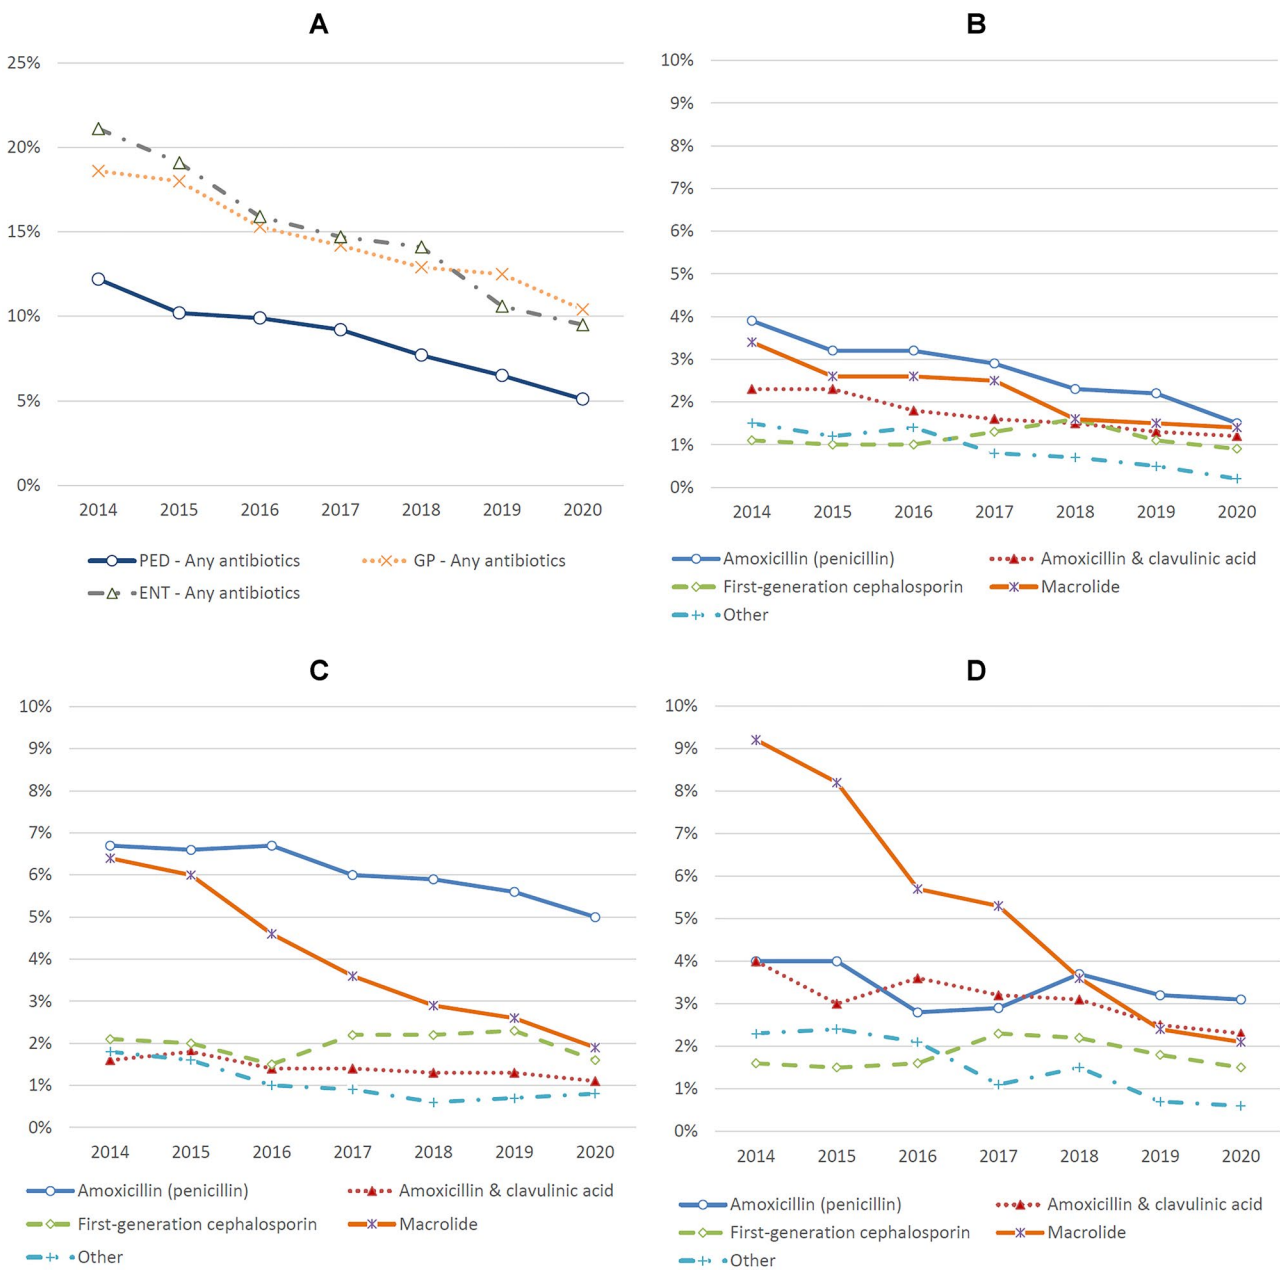 A
25%
20%
15%
10%
5%
0%
2014 2015 2016 2017 2018 2019 2020
PED - Any antibiotics GP - Any antibiotics
ENT - Any antibiotics
B
10%
9%
8%
7%
6%
5%
4%
3%
2%
1%
0%
2014 2015 2016 2017 2018 2019 2020
Amoxicillin (penicillin) Amoxicillin & clavulinic acid
First-generation cephalosporin Macrolide
Other
C
10%
9%
8%
7%
6%
5%
4%
3%
2%
1%
0%
2014 2015 2016 2017 2018 2019 2020
Amoxicillin (penicillin) Amoxicillin & clavulinic acid
First-generation cephalosporin Macrolide
Other
D
10%
9%
8%
7%
6%
5%
4%
3%
2%
1%
0%
2014 2015 2016 2017 2018 2019 2020
Amoxicillin (penicillin) Amoxicillin & clavulinic acid
First-generation cephalosporin Macrolide
Other